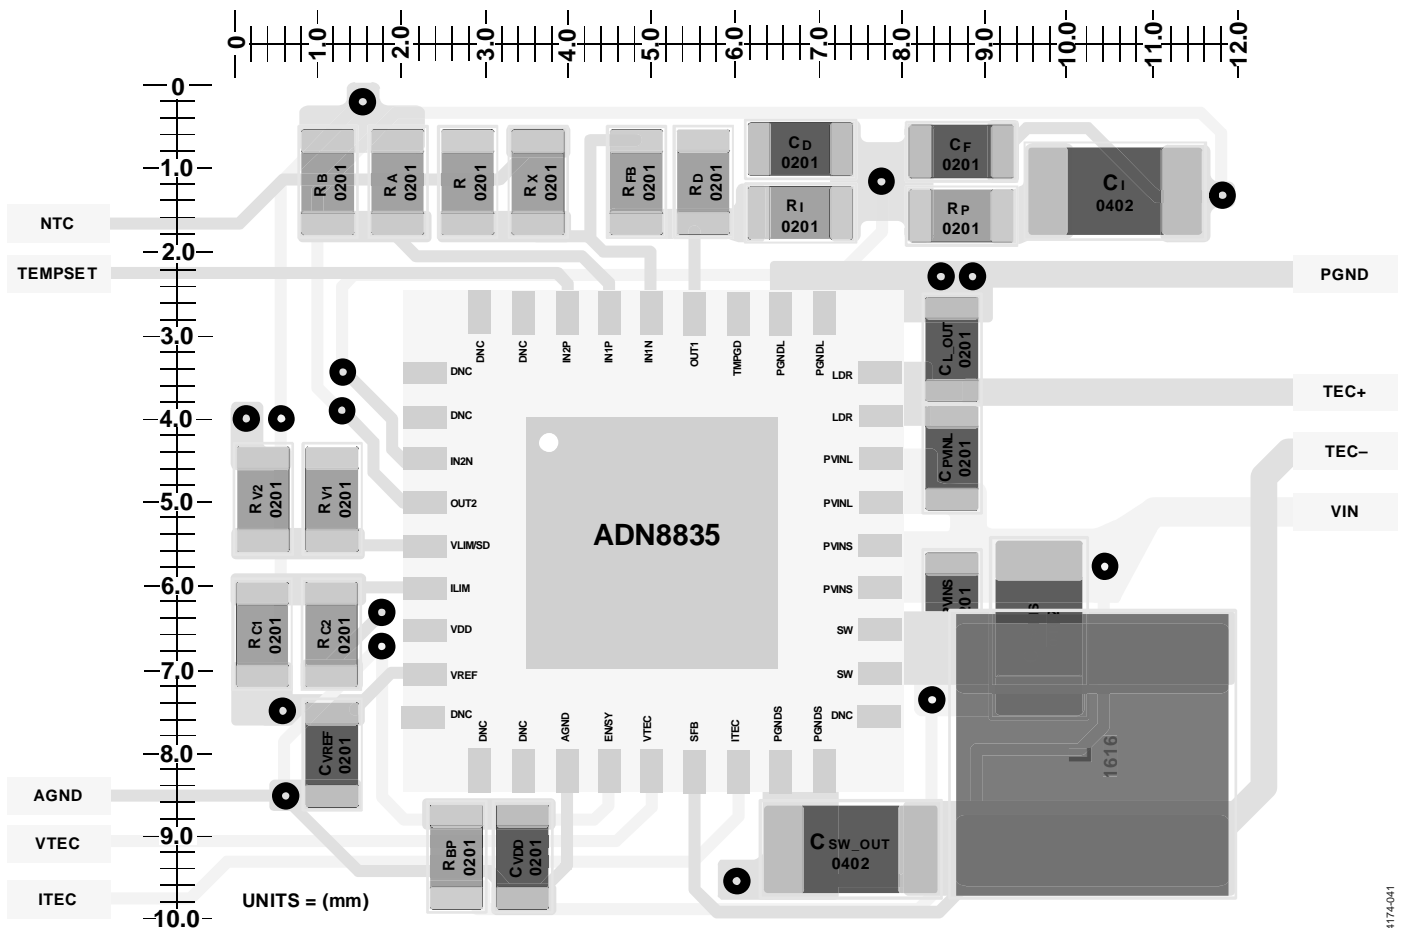 0 1.0 2.0 3.0 4.0 5.0 6.0 7.0 8.0 9.0 10.0 11.0 12.0
0
1.0
2.0
3.0
4.0
5.0
6.0
7.0
8.0
9.0
10.0
NTC
TEMPSET
AGND
VTEC
ITEC
PGND
TEC+
TEC–
VIN
RB 0201
RA 0201
R 0201
RX 0201
RFB 0201
RD 0201
CD
0201
RI
0201
CF
0201
RP
0201
CI
0402
CL_OUT 0201
CPVINL 0201
PVINS 201
RV2 0201
RV1 0201
RC1 0201
RC2 0201
CVREF 0201
RBP 0201
CVDD 0201
CSW_OUT
0402
L
1616
DNC
DNC
IN2P
IN1P
IN1N
OUT1
TMPGD
PGNDL
PGNDL
DNC
DNC
IN2N
OUT2
VLIM/SD
ILIM
VDD
VREF
DNC
LDR
LDR
PVINL
PVINL
PVINS
PVINS
SW
SW
DNC
DNC
DNC
AGND
EN/SY
VTEC
SFB
ITEC
PGNDS
PGNDS
ADN8835
UNITS = (mm)
4174-041